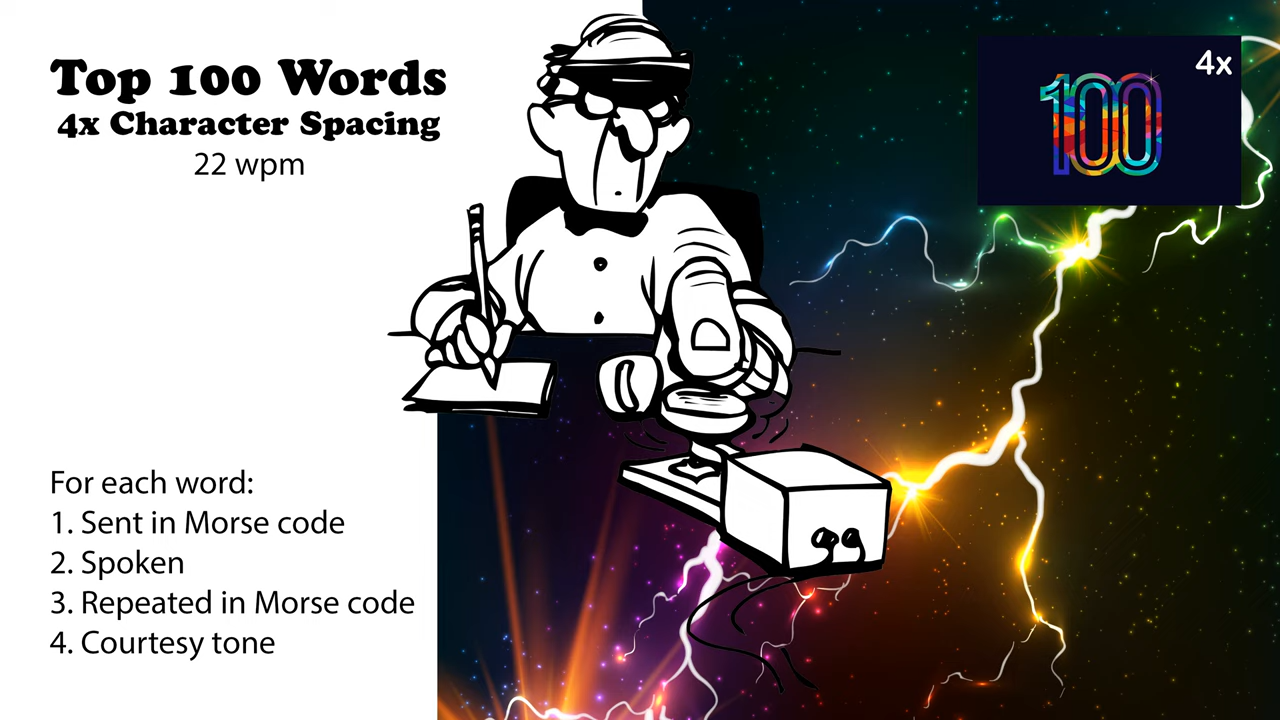 Top 100 Words
4x Character Spacing
22 wpm
4x
100
For each word:
1. Sent in Morse code
2. Spoken
3. Repeated in Morse code
4. Courtesy tone